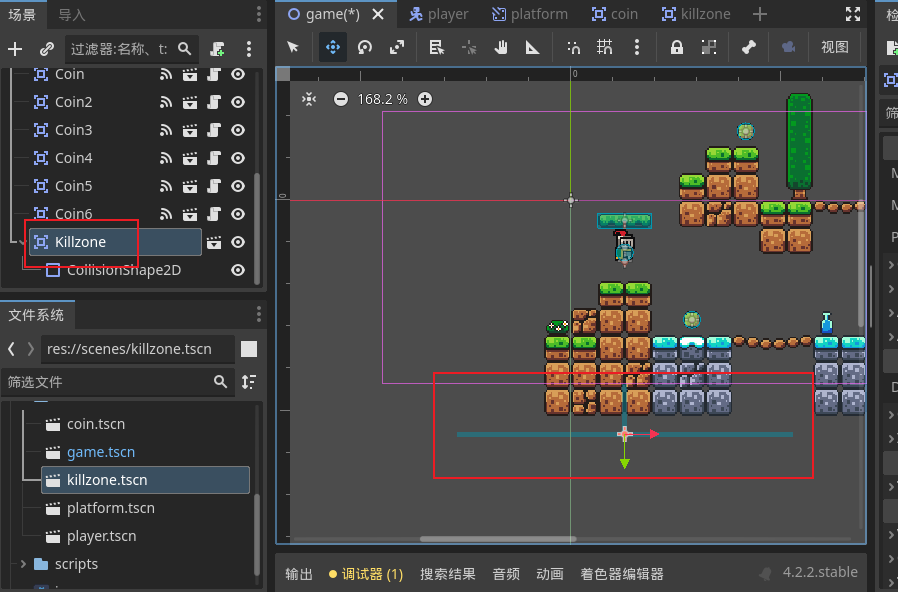 场景
导入
game(*)
player
platform
coin
killzone
检
过滤器:名称、t:
视图
Coin
Coin2
Coin3
Coin4
Coin5
Coin6
Killzone
CollisionShape2D
168.2 %
0
0
筛
文件系统
res://scenes/killzone.tscn
筛选文件
coin.tscn
game.tscn
killzone.tscn
platform.tscn
player.tscn
scripts
输出
调试器 (1)
搜索结果
音频
动画
着色器编辑器
4.2.2.stable